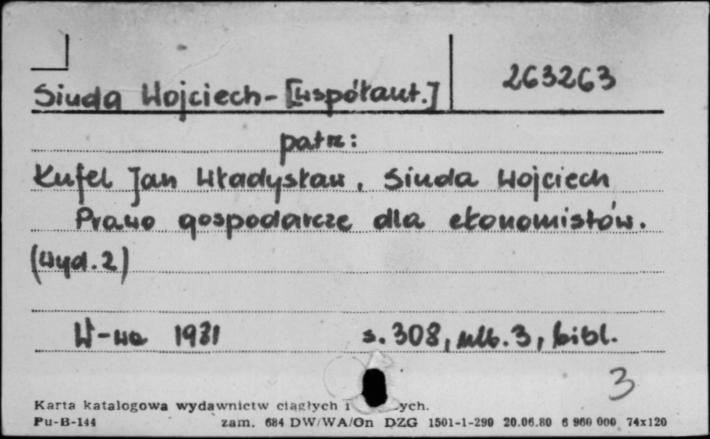 263263
Siuda Wojciech - [współaut.]
patrz:
Kufel Jan Władysław, Siuda Wojciech
Prawo gospodarcze dla ekonomistów.
(Wyd. 2)
W-wa 1981 s. 308, nlb. 3, bibl.
3
Karta katalogowa wydawnictw ciągłych i ych.
Pu-B-144 zam. 684 DW/WA/On DZG 1501-1-290 20.06.80 6 960 000 74x120